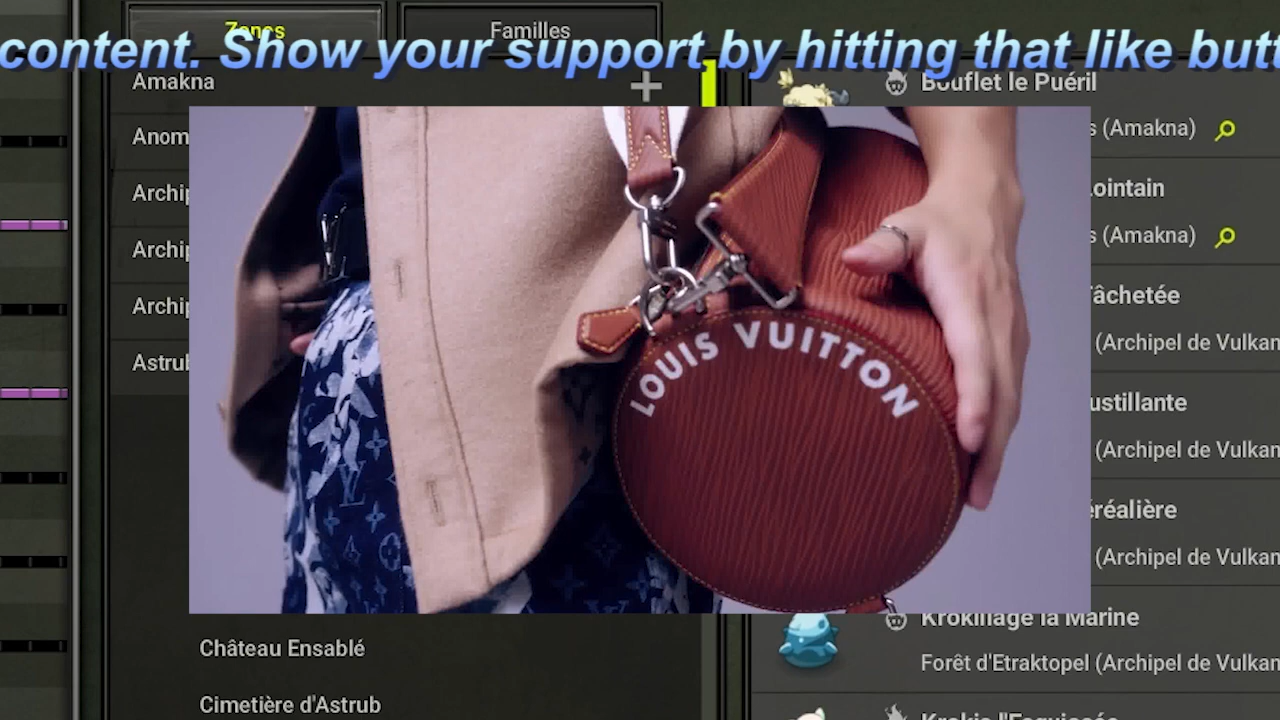 Zones
Familles
content. Show your support by hitting that like butt
Amakna
Bouflet le Puéril
Anom
s (Amakna)
Archip
Lointain
Archip
s (Amakna)
Archip
Tâchetée
Astrub
(Archipel de Vulkan
ustillante
(Archipel de Vulkan
éréalière
(Archipel de Vulkan
LOUIS VUITTON
Krokillage la Marine
Château Ensablé
Forêt d'Etraktopel (Archipel de Vulkan
Cimetière d'Astrub